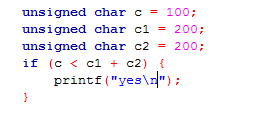 unsigned char c = 100;
unsigned char c1 = 200;
unsigned char c2 = 200;
if (c < c1 + c2) {
    printf("yes\n");
}